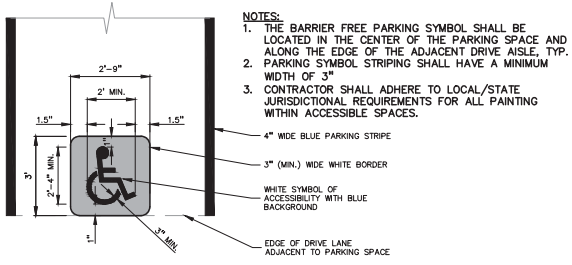 NOTES:
1. THE BARRIER FREE PARKING SYMBOL SHALL BE
LOCATED IN THE CENTER OF THE PARKING SPACE AND
ALONG THE EDGE OF THE ADJACENT DRIVE AISLE, TYP.
2. PARKING SYMBOL STRIPING SHALL HAVE A MINIMUM
WIDTH OF 3"
3. CONTRACTOR SHALL ADHERE TO LOCAL/STATE
JURISDICTIONAL REQUIREMENTS FOR ALL PAINTING
WITHIN ACCESSIBLE SPACES.
2'-9"
2' MIN.
1.5"
1.5"
1"
3'
2'-4" MIN.
1"
3" MIN.
4" WIDE BLUE PARKING STRIPE
3" (MIN.) WIDE WHITE BORDER
WHITE SYMBOL OF
ACCESSIBILITY WITH BLUE
BACKGROUND
EDGE OF DRIVE LANE
ADJACENT TO PARKING SPACE